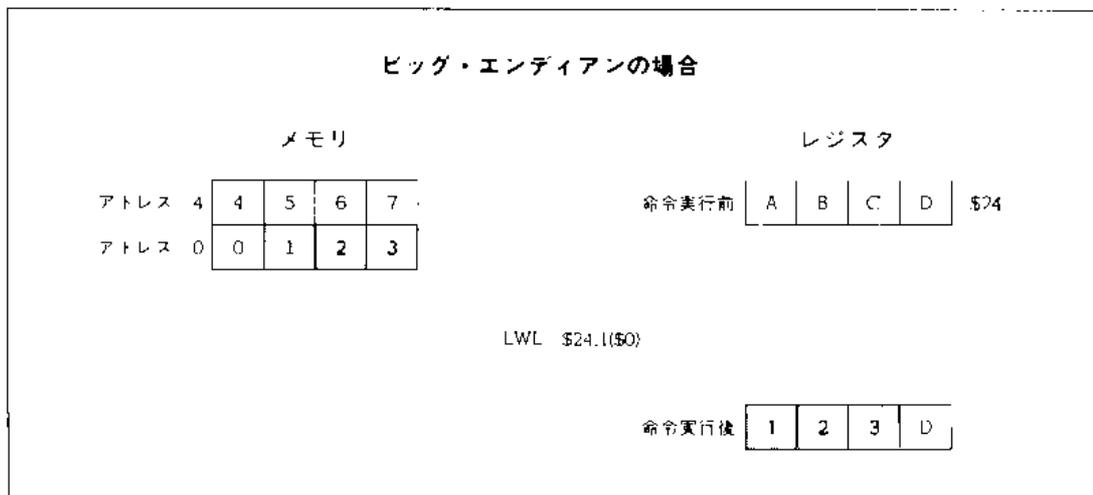 ビッグ・エンディアンの場合
メモリ
レジスタ
アドレス 4 4 5 6 7
命令実行前 A B C D $24
アドレス 0 0 1 2 3
LWL $24,1($0)
命令実行後 1 2 3 D